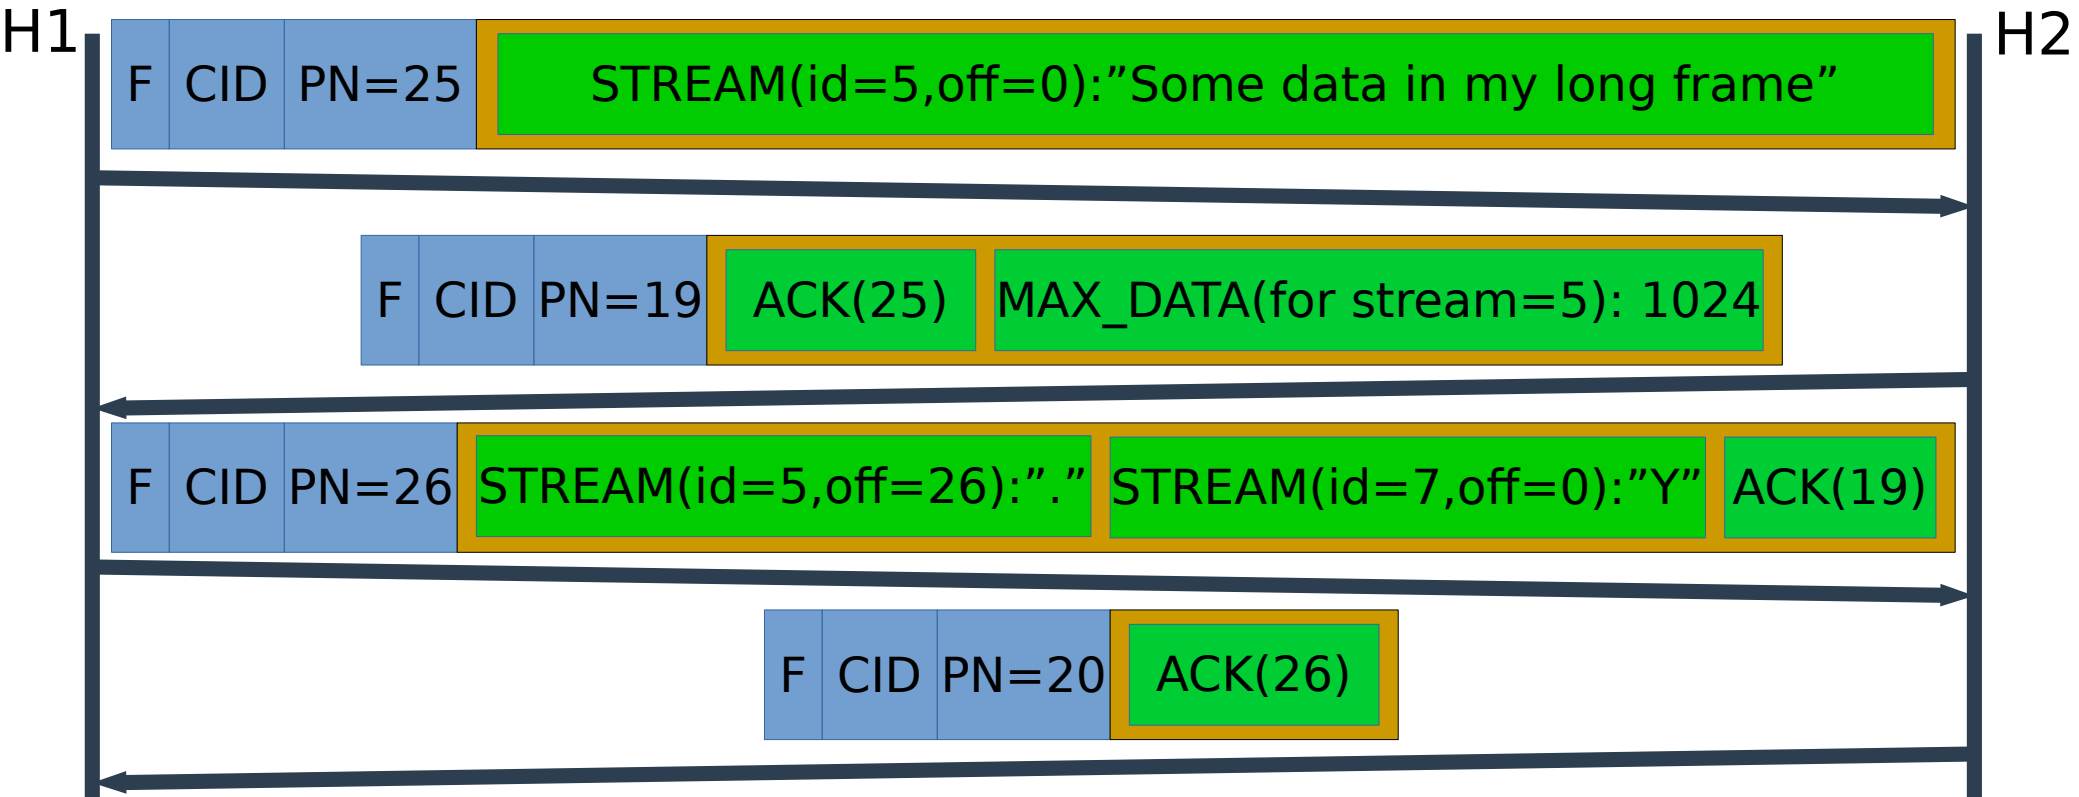 H1 H2
F CID PN=25 STREAM(id=5,off=0):”Some data in my long frame”
F CID PN=19 ACK(25) MAX_DATA(for stream=5): 1024
F CID PN=26 STREAM(id=5,off=26):”.” STREAM(id=7,off=0):”Y” ACK(19)
F CID PN=20 ACK(26)